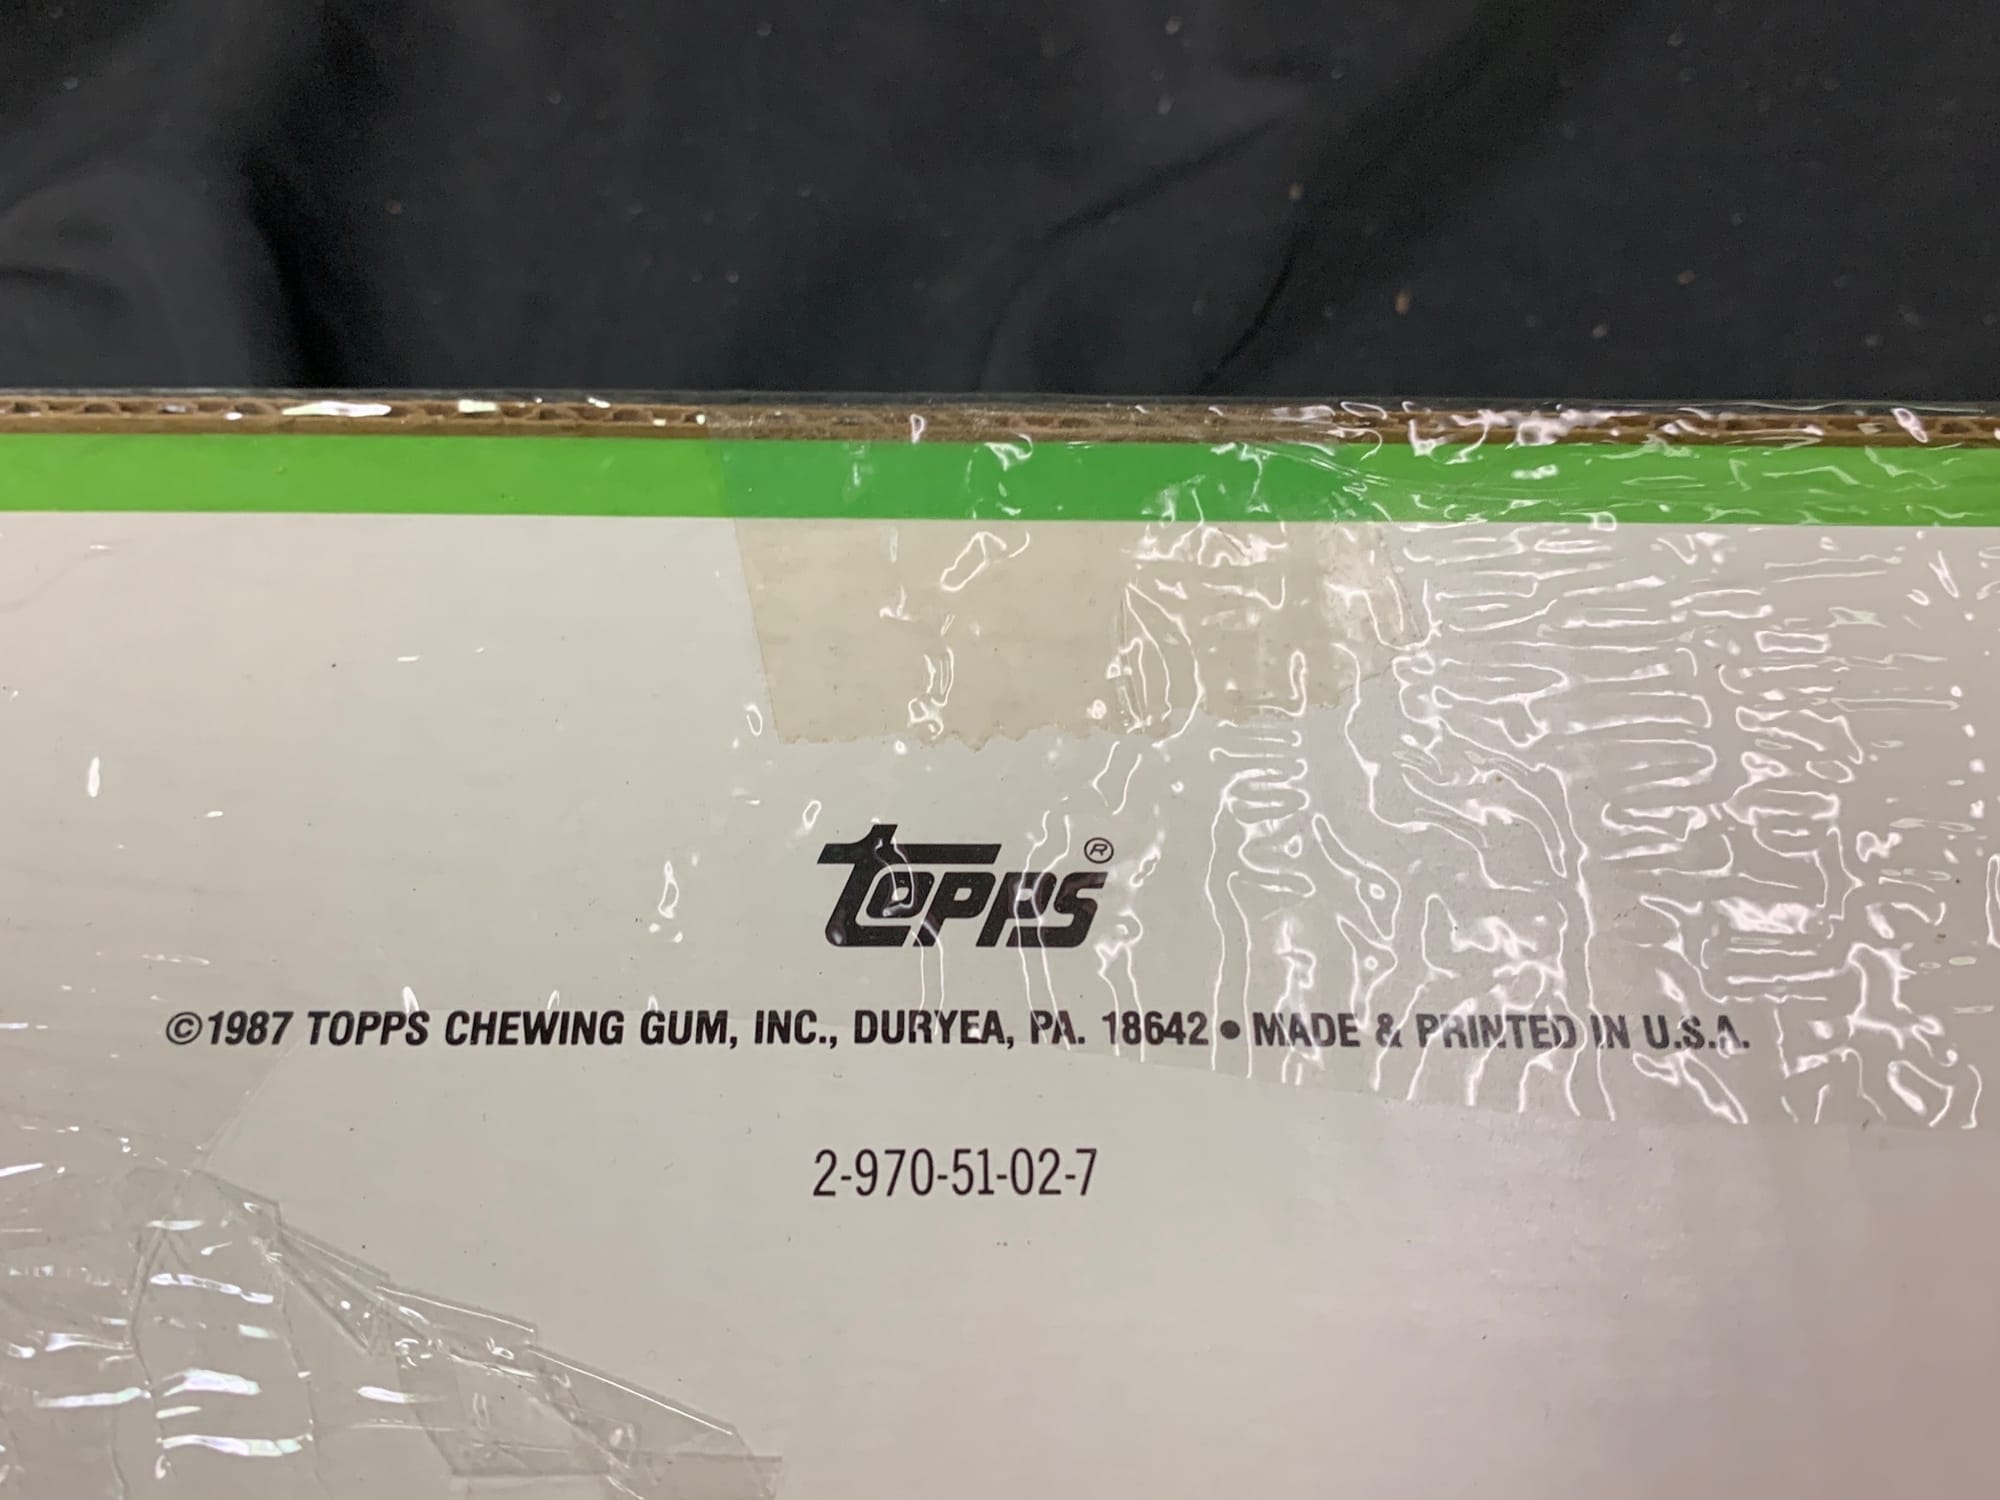 TOPPS®
©1987 TOPPS CHEWING GUM, INC., DURYEA, PA. 18642 • MADE & PRINTED IN U.S.A.
2-970-51-02-7